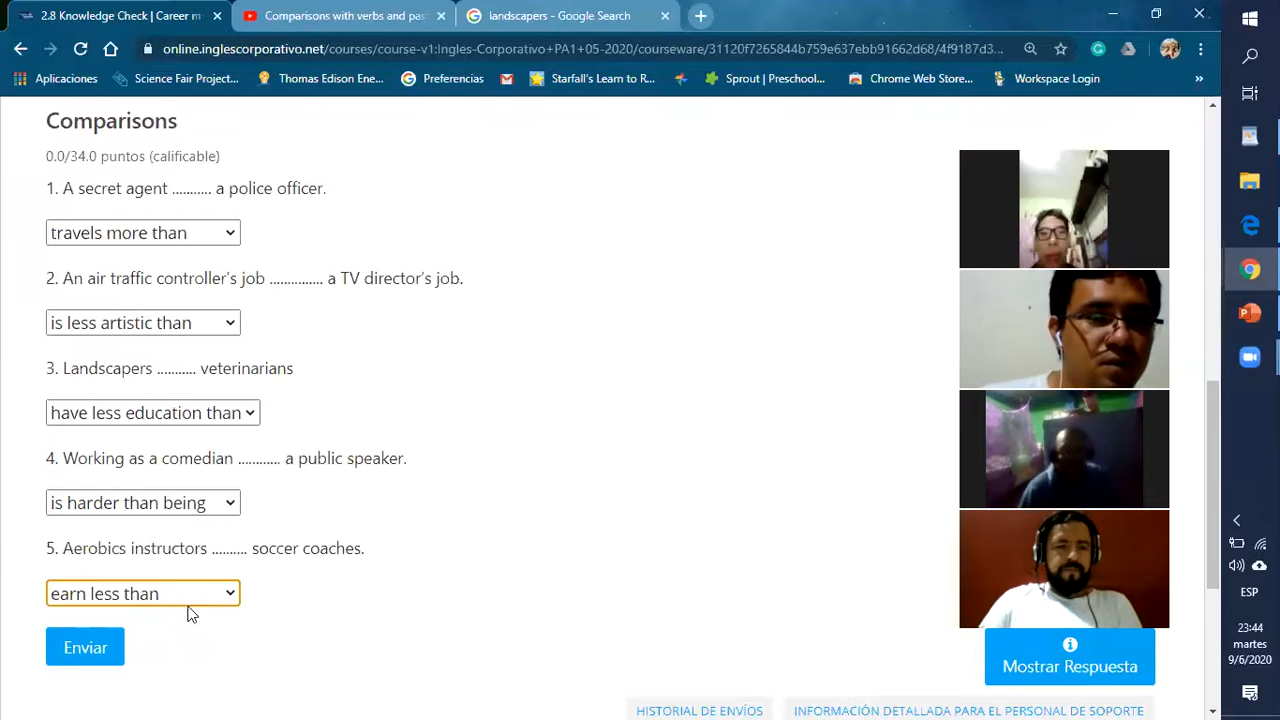 2.8 Knowledge Check | Career m
Comparisons with verbs and pas
landscapers - Google Search
online.inglescorporativo.net/courses/course-v1:Ingles-Corporativo+PA1+05-2020/courseware/31120f7265844b759e637ebb91662d68/4f9187d3...
Aplicaciones
Science Fair Project...
Thomas Edison Ene...
Preferencias
Starfall's Learn to R...
Sprout | Preschool...
Chrome Web Store...
Workspace Login
»
Comparisons
0.0/34.0 puntos (calificable)
1. A secret agent ........... a police officer.
travels more than
2. An air traffic controller's job ............... a TV director's job.
is less artistic than
3. Landscapers ........... veterinarians
have less education than
4. Working as a comedian ............ a public speaker.
is harder than being
5. Aerobics instructors .......... soccer coaches.
earn less than
Enviar
Mostrar Respuesta
HISTORIAL DE ENVÍOS
INFORMACIÓN DETALLADA PARA EL PERSONAL DE SOPORTE
ESP
23:44
martes
9/6/2020